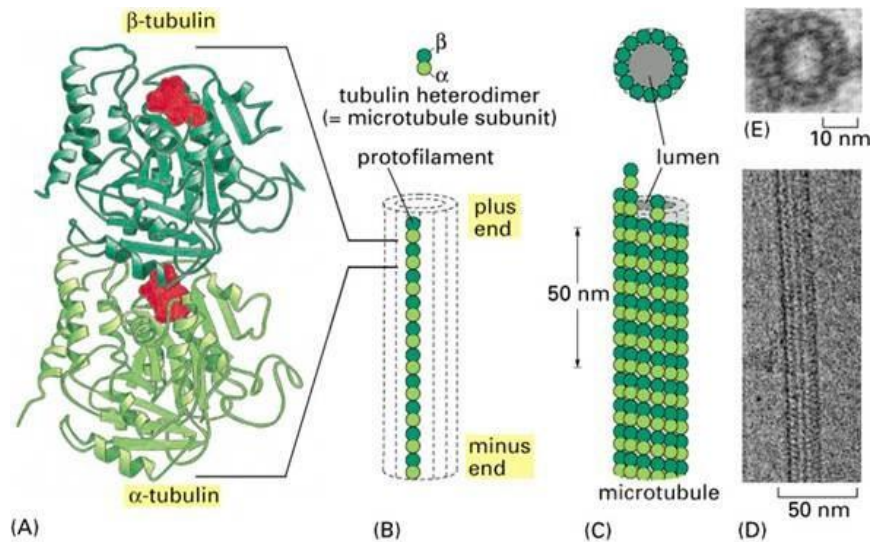 β-tubulin
α-tubulin
(A)
β
α
tubulin heterodimer
(= microtubule subunit)
protofilament
plus
end
minus
end
(B)
lumen
50 nm
microtubule
(C)
(E)
10 nm
50 nm
(D)